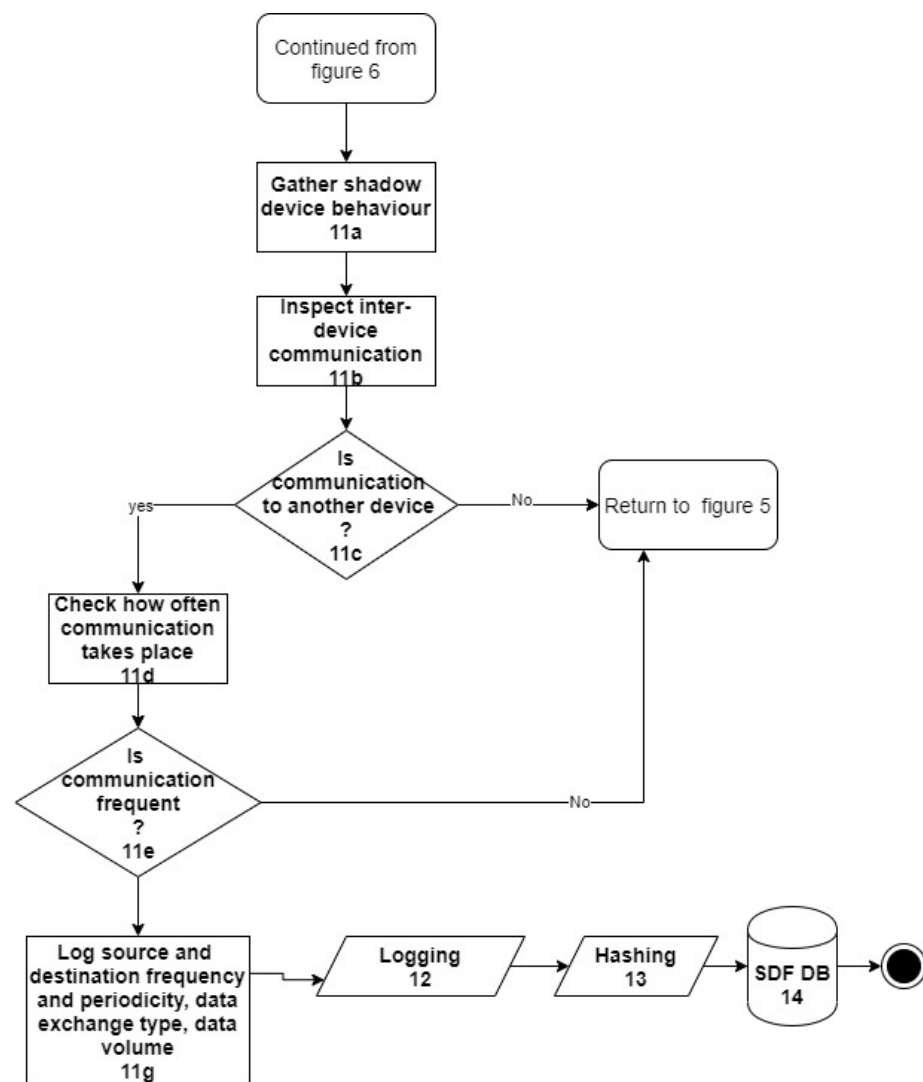 Continued from
figure 6
Gather shadow
device behaviour
11a
Inspect inter-
device
communication
11b
Is
communication
to another device
?
11c
No
Return to  figure 5
yes
Check how often
communication
takes place
11d
Is
communication
frequent
?
11e
No
Log source and
destination frequency
and periodicity, data
exchange type, data
volume
11g
Logging
12
Hashing
13
SDF DB
14